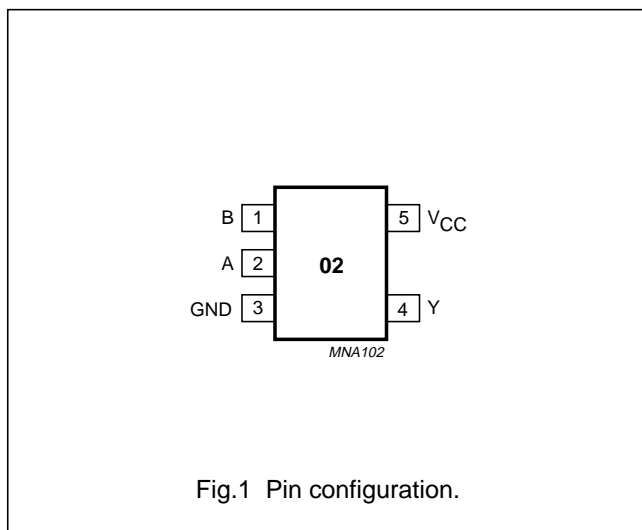 B 1 5 VCC
A 2 02
GND 3 4 Y
MNA102
Fig.1 Pin configuration.